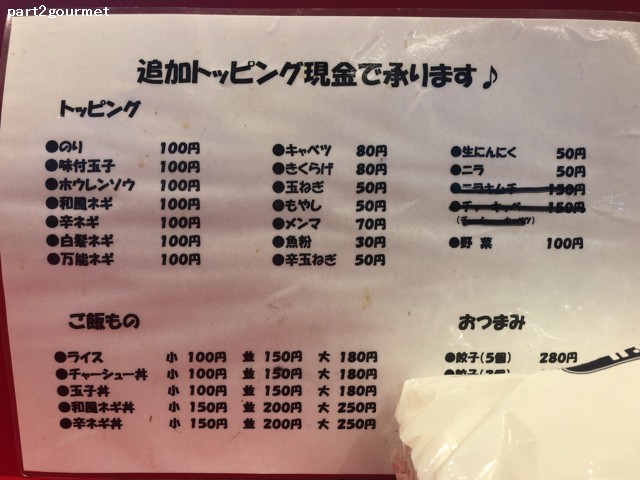 part2gourmet
追加トッピング現金で承ります♪
トッピング
●のり 100円
●味付玉子 100円
●ホウレンソウ 100円
●和風ネギ 100円
●辛ネギ 100円
●白髪ネギ 100円
●万能ネギ 100円
●キャベツ 80円
●きくらげ 80円
●玉ねぎ 50円
●もやし 50円
●メンマ 70円
●魚粉 30円
●辛玉ねぎ 50円
●生にんにく 50円
●ニラ 50円
●ニラキムチ 150円
150円
●野菜 100円
ご飯もの
●ライス 小 100円 並 150円 大 180円
●チャーシュー丼 小 100円 並 150円 大 180円
●玉子丼 小 100円 並 150円 大 180円
●和風ネギ丼 小 150円 並 200円 大 250円
●辛ネギ丼 小 150円 並 200円 大 250円
おつまみ
●餃子(5個) 280円
●餃子